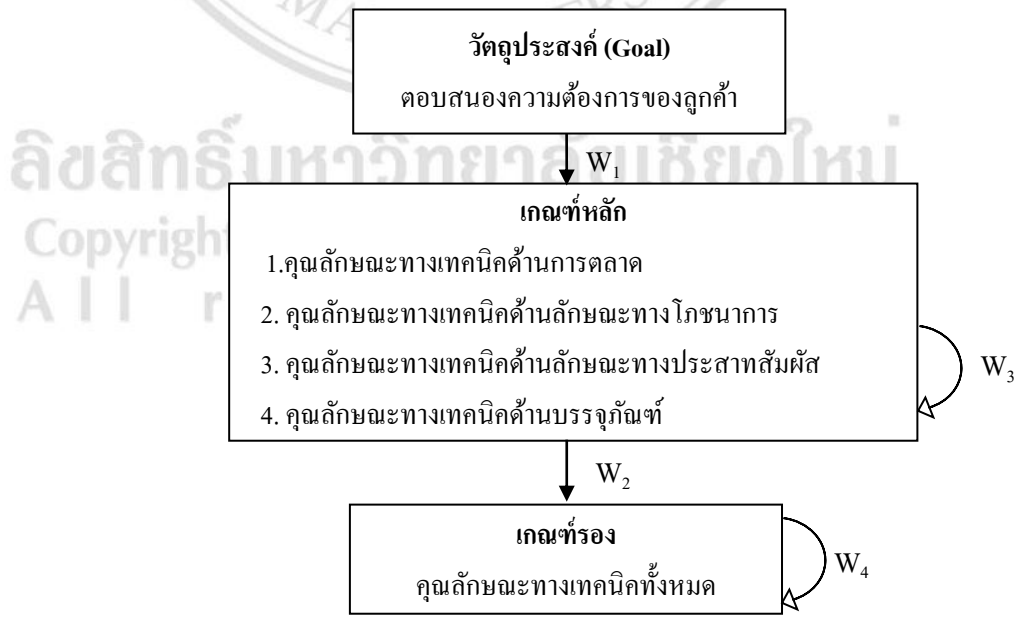 วัตถุประสงค์ (Goal)
ตอบสนองความต้องการของลูกค้า
ลิขสิทธิ์มหาวิทยาลัยเชียงใหม่
W1
เกณฑ์หลัก
Copyright
1.คุณลักษณะทางเทคนิคด้านการตลาด
All r
2. คุณลักษณะทางเทคนิคด้านลักษณะทางโภชนาการ
3. คุณลักษณะทางเทคนิคด้านลักษณะทางประสาทสัมผัส
W3
4. คุณลักษณะทางเทคนิคด้านบรรจุภัณฑ์
W2
เกณฑ์รอง
คุณลักษณะทางเทคนิคทั้งหมด
W4